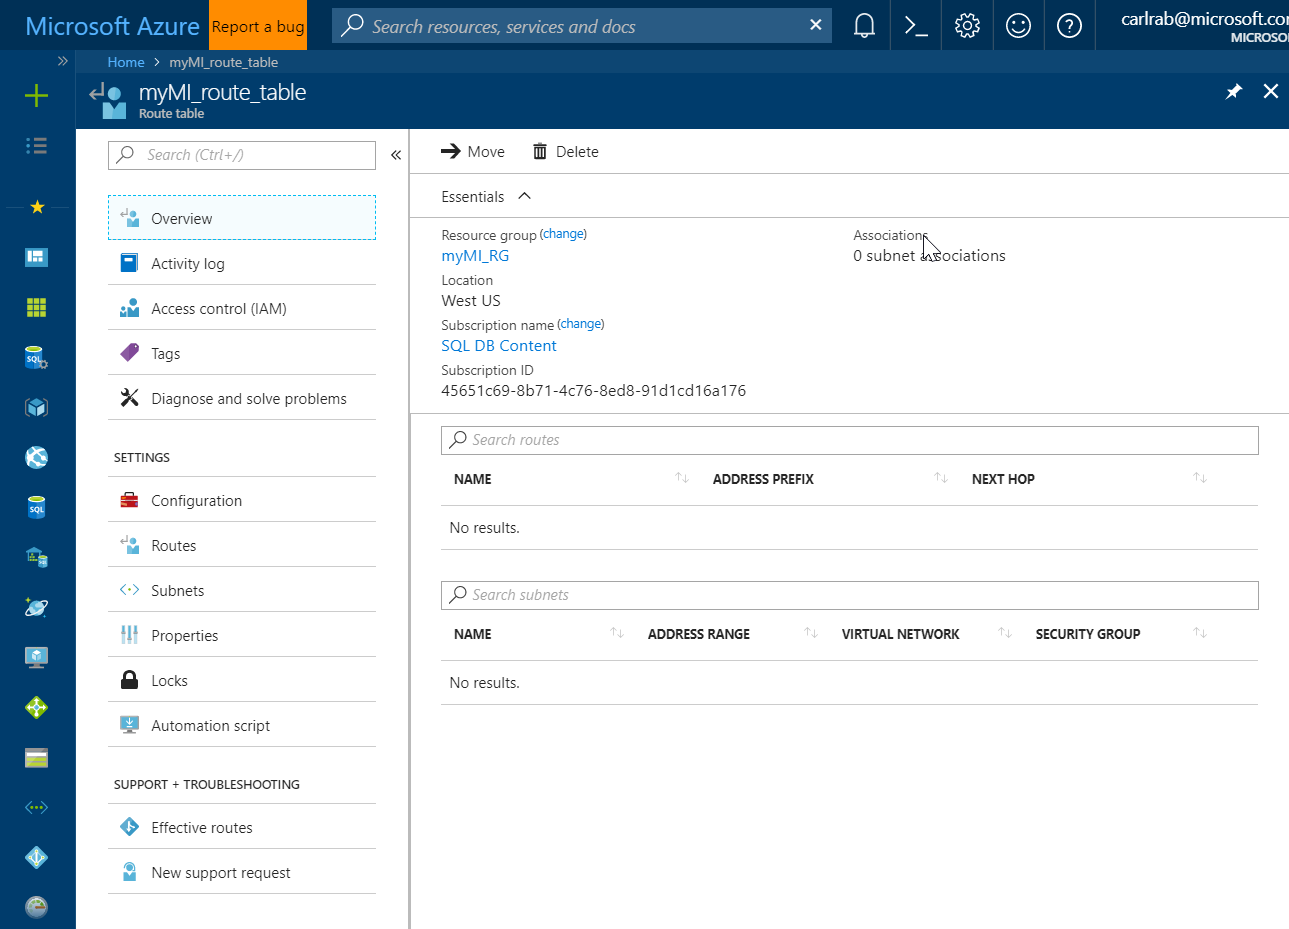 Microsoft Azure
Report a bug
Search resources, services and docs
carlrab@microsoft.co
MICROSO
Home > myMI_route_table
myMI_route_table
Route table
Search (Ctrl+/)
Overview
Activity log
Access control (IAM)
Tags
Diagnose and solve problems
SETTINGS
Configuration
Routes
Subnets
Properties
Locks
Automation script
SUPPORT + TROUBLESHOOTING
Effective routes
New support request
Move
Delete
Essentials
Resource group (change)
myMI_RG
Location
West US
Subscription name (change)
SQL DB Content
Subscription ID
45651c69-8b71-4c76-8ed8-91d1cd16a176
Associations
0 subnet associations
Search routes
NAME ADDRESS PREFIX NEXT HOP
No results.
Search subnets
NAME ADDRESS RANGE VIRTUAL NETWORK SECURITY GROUP
No results.
SQL
SQL